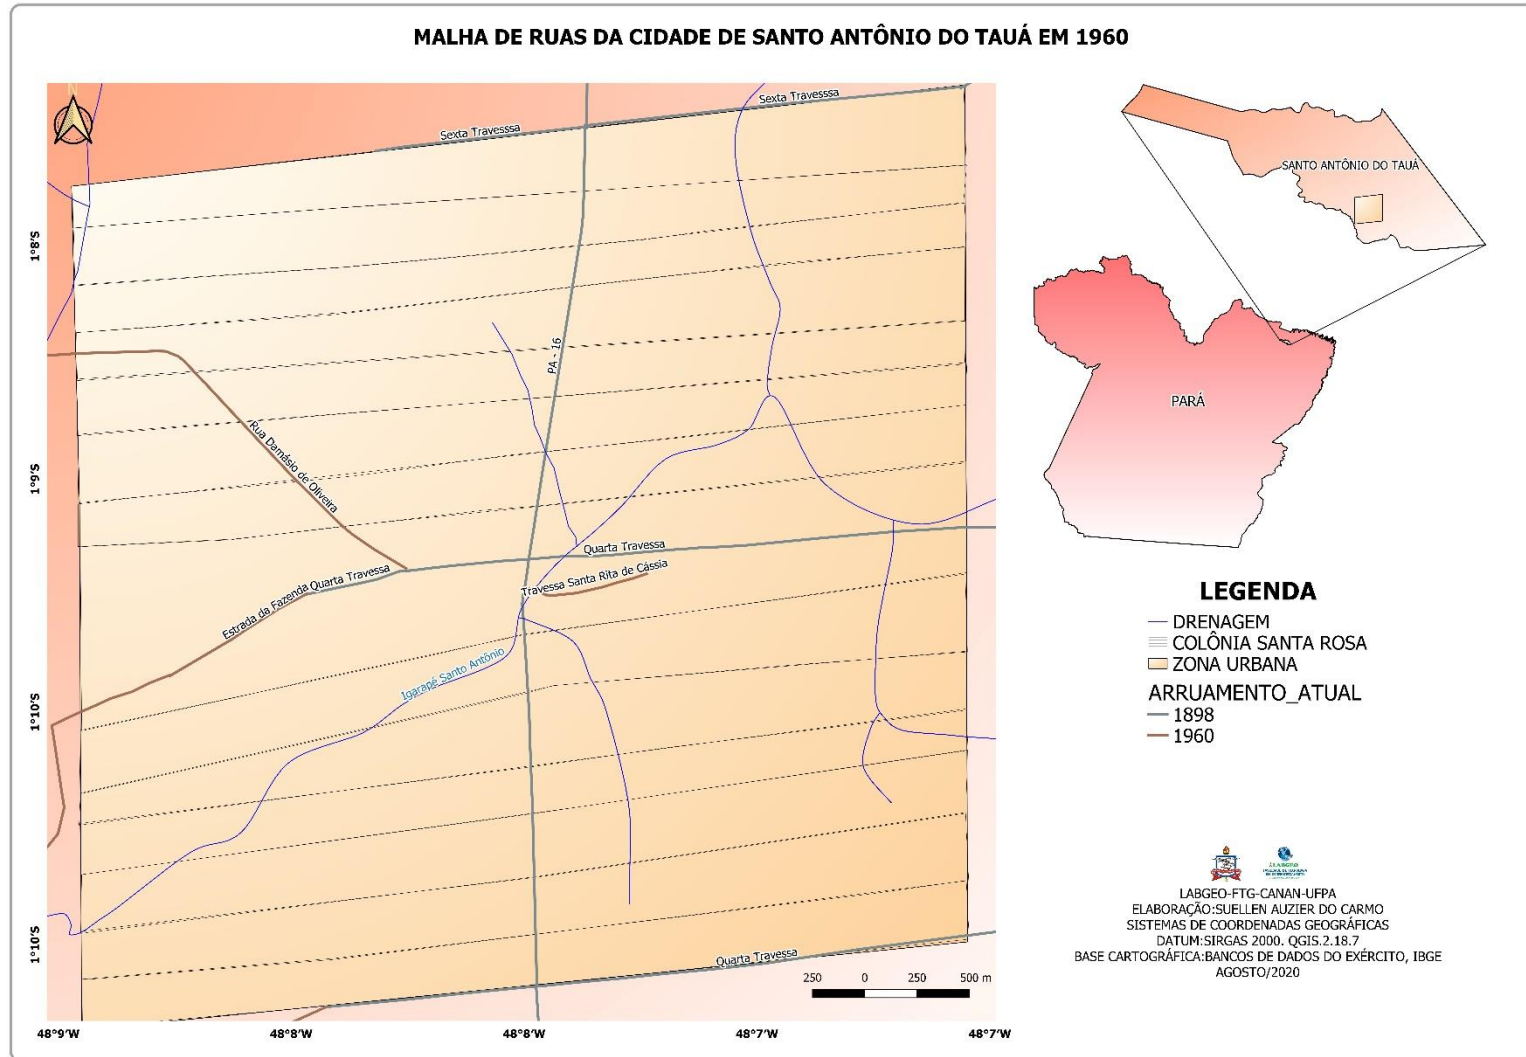 MALHA DE RUAS DA CIDADE DE SANTO ANTÔNIO DO TAUÁ EM 1960
N
Sexta Travesssa
Sexta Travesssa
PA - 16
Rua Damásio de Oliveira
Quarta Travessa
Travessa Santa Rita de Cássia
Quarta Travessa
Estrada da Fazenda
Igarapé Santo Antônio
Quarta Travessa
250 0 250 500 m
1°8'S
1°9'S
1°10'S
1°10'S
48°9'W 48°8'W 48°8'W 48°7'W 48°7'W
SANTO ANTÔNIO DO TAUÁ
PARÁ
LEGENDA
DRENAGEM
COLÔNIA SANTA ROSA
ZONA URBANA
ARRUAMENTO_ATUAL
1898
1960
LABGEO-FTG-CANAN-UFPA
ELABORAÇÃO:SUELLEN AUZIER DO CARMO
SISTEMAS DE COORDENADAS GEOGRÁFICAS
DATUM:SIRGAS 2000. QGIS.2.18.7
BASE CARTOGRÁFICA:BANCOS DE DADOS DO EXÉRCITO, IBGE
AGOSTO/2020